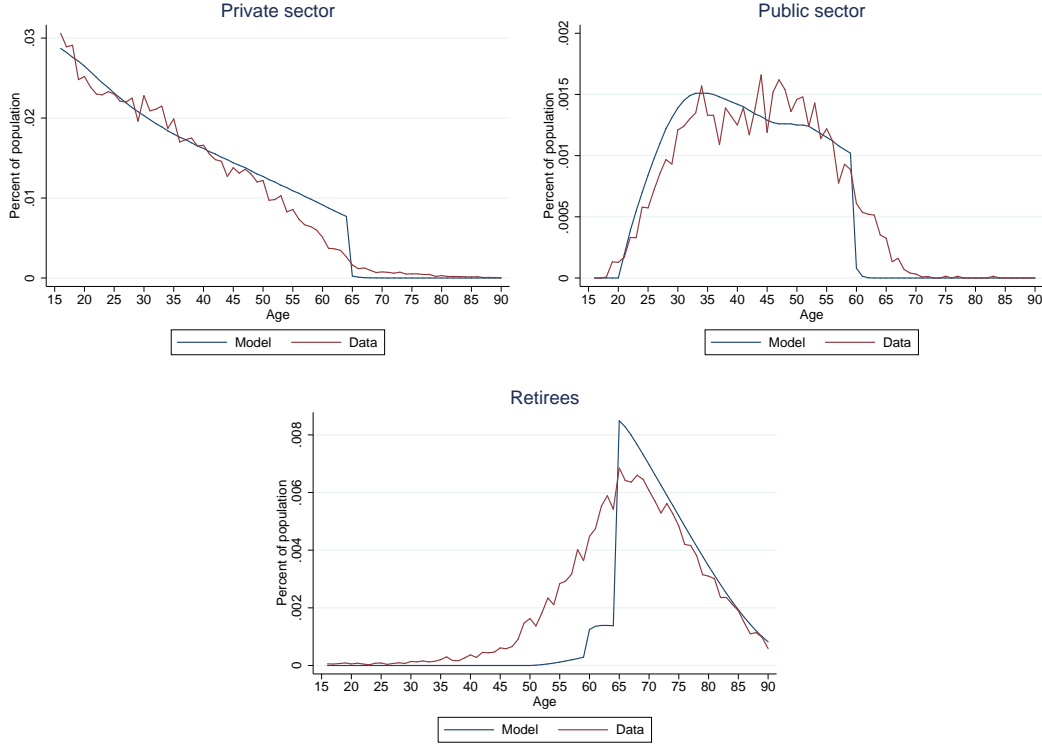 Private sector
Percent of population
0 .01 .02 .03
15 20 25 30 35 40 45 50 55 60 65 70 75 80 85 90
Age
Model Data
Public sector
Percent of population
0 .0005 .001 .0015 .002
15 20 25 30 35 40 45 50 55 60 65 70 75 80 85 90
Age
Model Data
Retirees
Percent of population
0 .002 .004 .006 .008
15 20 25 30 35 40 45 50 55 60 65 70 75 80 85 90
Age
Model Data